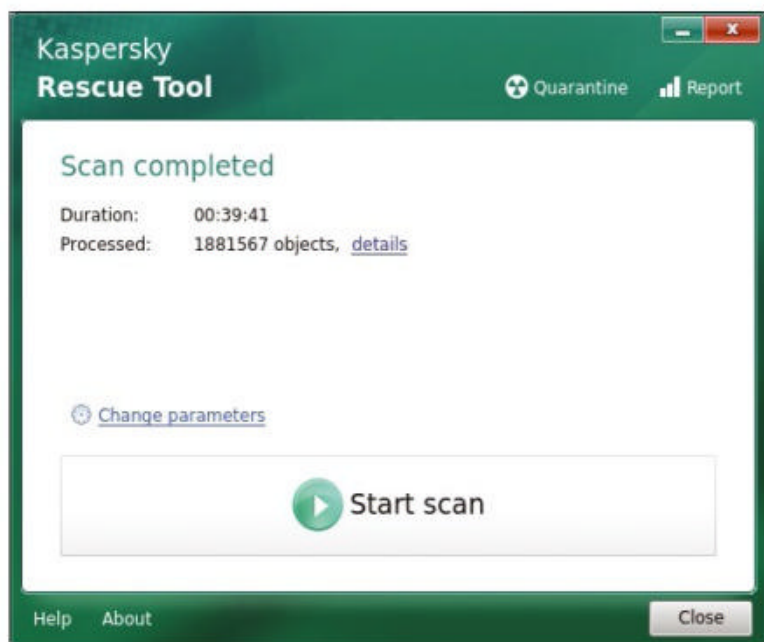 Kaspersky
Rescue Tool
Quarantine Report
Scan completed
Duration: 00:39:41
Processed: 1881567 objects, details
Change parameters
Start scan
Help About Close